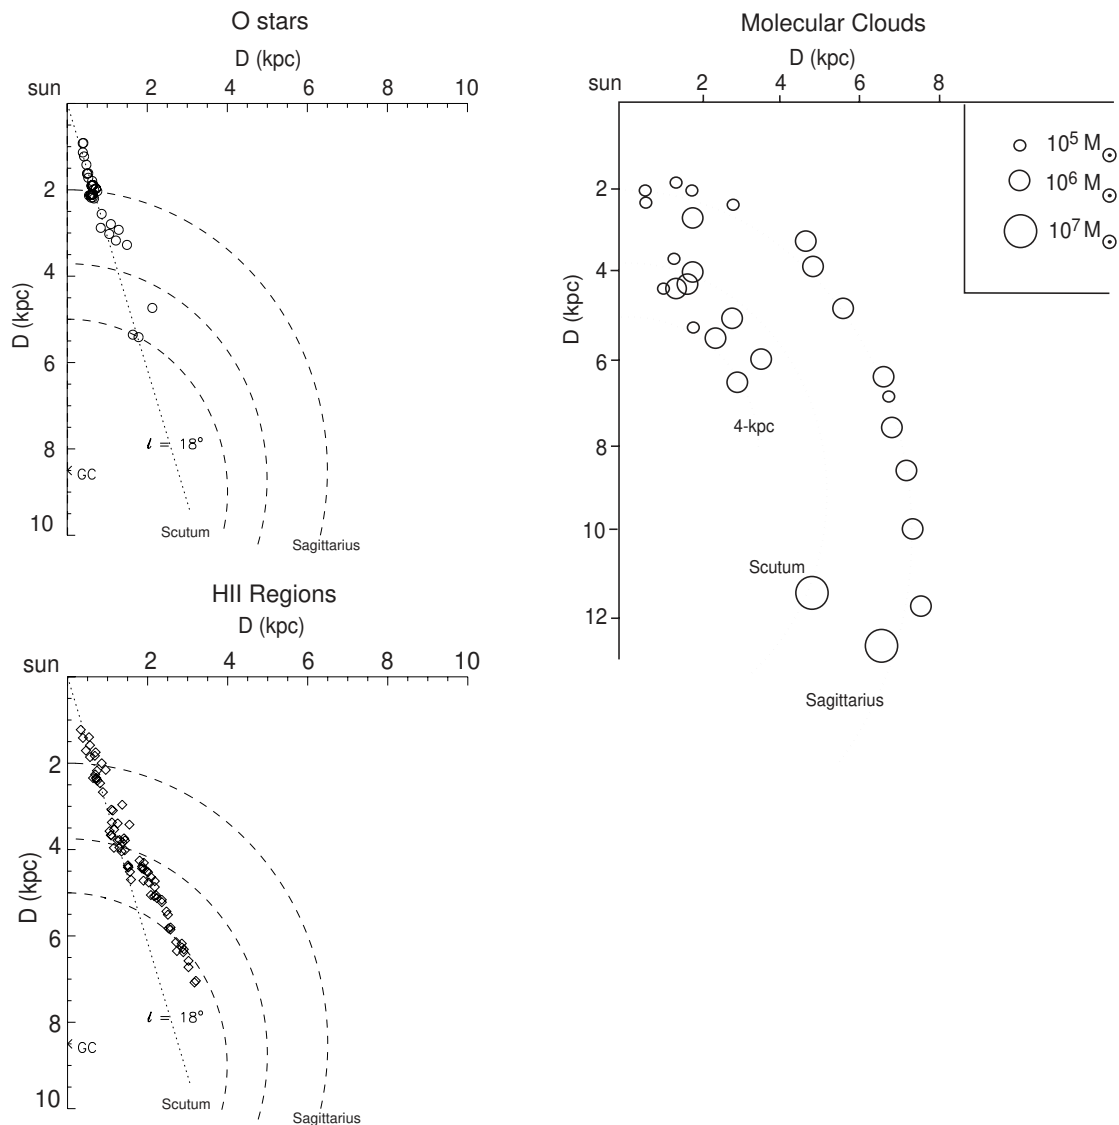 O stars
D (kpc)
sun 2 4 6 8 10
2
4
D (kpc)
6
ℓ = 18°
8
GC
10
Scutum
Sagittarius
HII Regions
D (kpc)
sun 2 4 6 8 10
2
4
D (kpc)
6
ℓ = 18°
8
GC
10
Scutum
Sagittarius
Molecular Clouds
D (kpc)
sun 2 4 6 8
10⁵ M⊙
10⁶ M⊙
10⁷ M⊙
2
4
D (kpc)
6
4-kpc
8
10
Scutum
12
Sagittarius